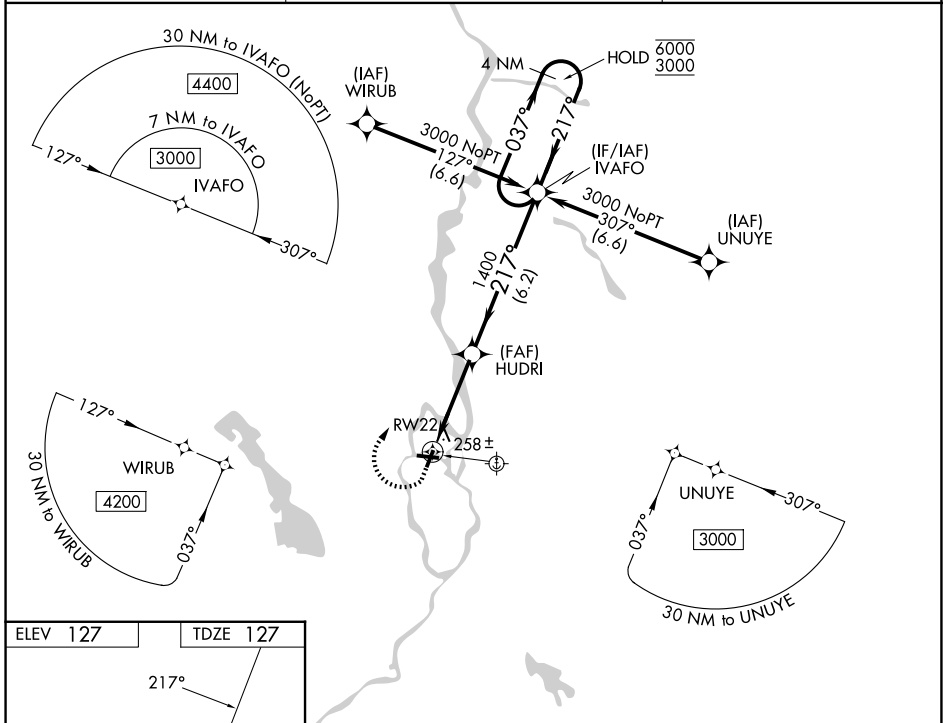 30 NM to IVAFO (NoPT)
4400
7 NM to IVAFO
3000
127°
IVAFO
307°
(IAF)
WIRUB
3000 NoPT
127°
(6.6)
4 NM
HOLD
6000
3000
037°
217°
(IF/IAF)
IVAFO
3000 NoPT
307°
(6.6)
(IAF)
UNUYE
1400
217°
(6.2)
(FAF)
HUDRI
RW22
258±
127°
WIRUB
4200
037°
30 NM to WIRUB
UNUYE
307°
037°
3000
30 NM to UNUYE
ELEV 127
TDZE 127
217°